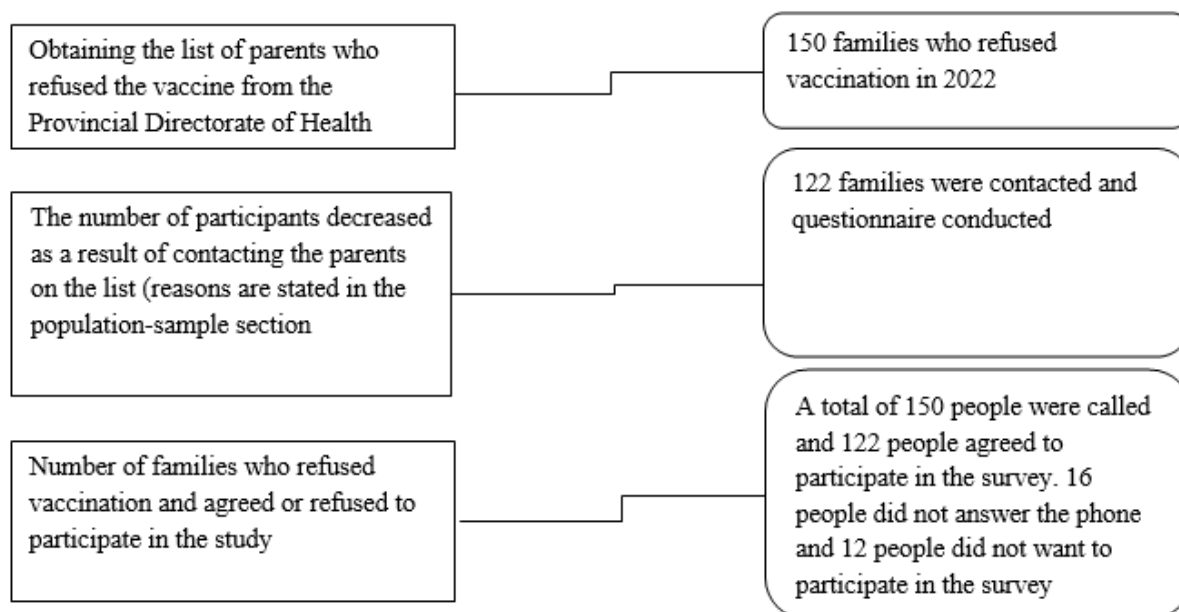 Obtaining the list of parents who
refused the vaccine from the
Provincial Directorate of Health
150 families who refused
vaccination in 2022
The number of participants decreased
as a result of contacting the parents
on the list (reasons are stated in the
population-sample section
122 families were contacted and
questionnaire conducted
Number of families who refused
vaccination and agreed or refused to
participate in the study
A total of 150 people were called
and 122 people agreed to
participate in the survey. 16
people did not answer the phone
and 12 people did not want to
participate in the survey